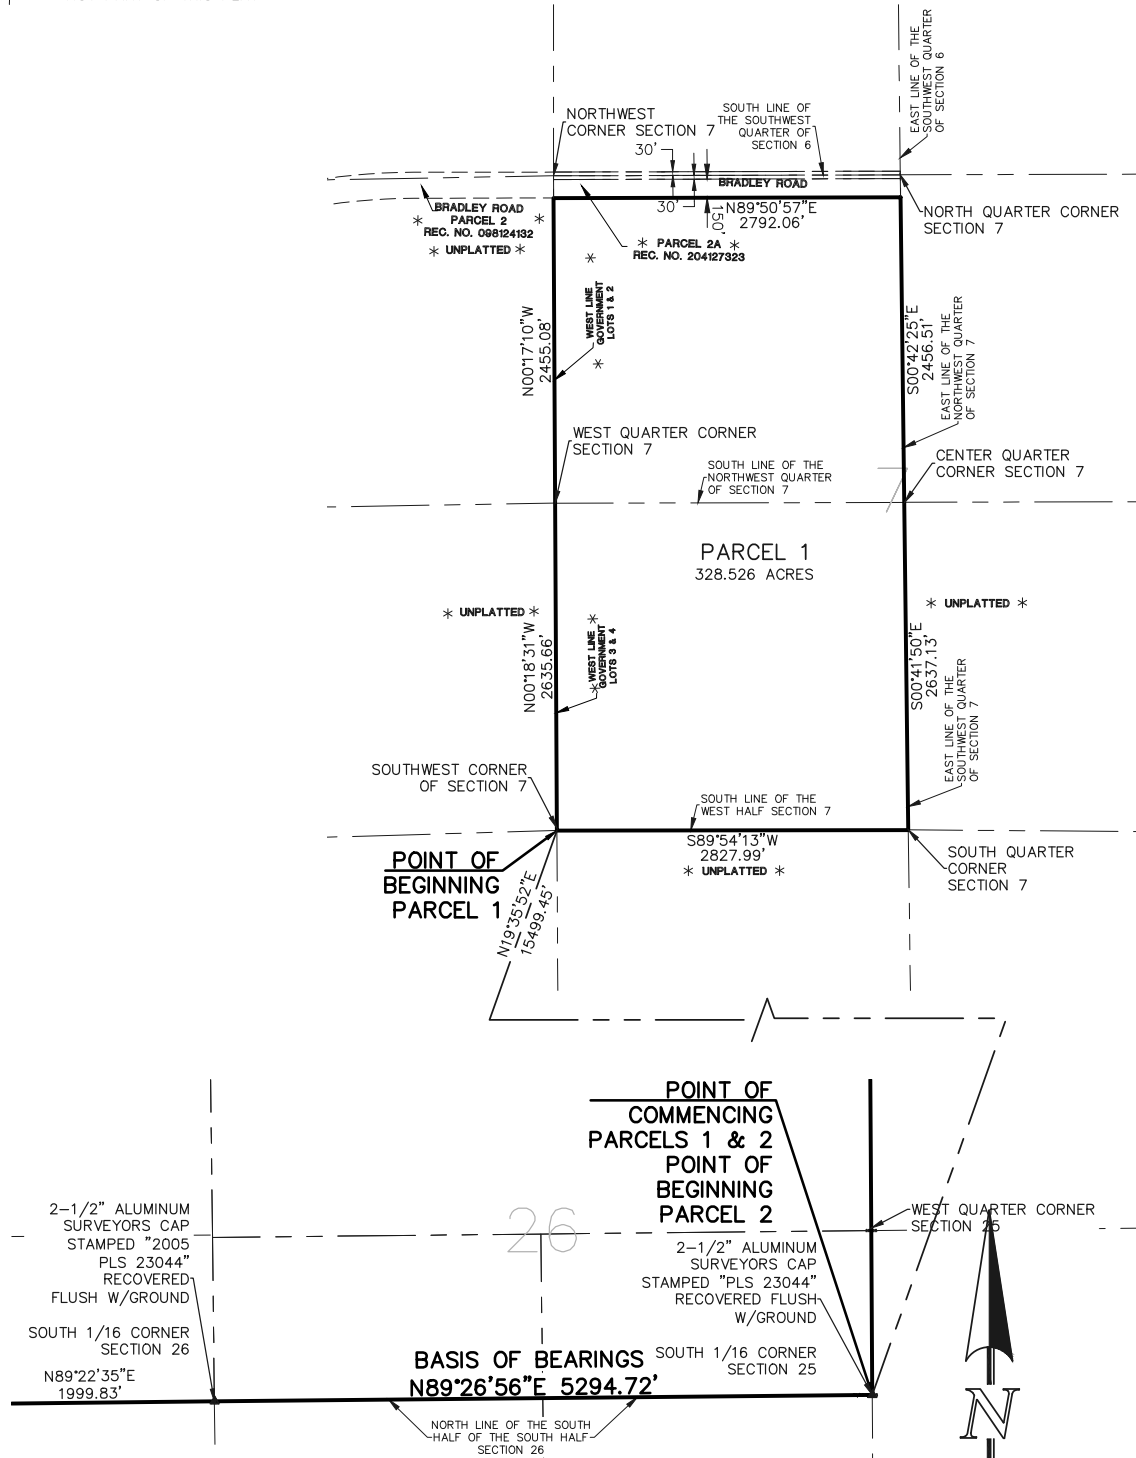 EAST LINE OF THE
SOUTHWEST QUARTER
OF SECTION 6
NORTHWEST
CORNER SECTION 7
SOUTH LINE OF
THE SOUTHWEST
QUARTER OF
SECTION 6
30'
BRADLEY ROAD
30'
150'
N89°50'57"E
2792.06'
NORTH QUARTER CORNER
SECTION 7
BRADLEY ROAD
* PARCEL 2 *
REC. NO. 098124132
* UNPLATTED *
* PARCEL 2A *
REC. NO. 204127323
* WEST LINE *
GOVERNMENT
LOTS 1 & 2
N00°17'10"W
2455.08'
S00°42'25"E
2456.51'
EAST LINE OF THE
NORTHWEST QUARTER
OF SECTION 7
WEST QUARTER CORNER
SECTION 7
SOUTH LINE OF THE
NORTHWEST QUARTER
OF SECTION 7
CENTER QUARTER
CORNER SECTION 7
7
PARCEL 1
328.526 ACRES
* UNPLATTED *
* UNPLATTED *
N00°18'31"W
2635.66'
* WEST LINE *
GOVERNMENT
LOTS 3 & 4
S00°41'50"E
2637.13'
EAST LINE OF THE
SOUTHWEST QUARTER
OF SECTION 7
SOUTHWEST CORNER
OF SECTION 7
SOUTH LINE OF THE
WEST HALF SECTION 7
S89°54'13"W
2827.99'
* UNPLATTED *
SOUTH QUARTER
CORNER
SECTION 7
POINT OF
BEGINNING
PARCEL 1
N19°35'52"E
15499.45'
POINT OF
COMMENCING
PARCELS 1 & 2
POINT OF
BEGINNING
PARCEL 2
2-1/2" ALUMINUM
SURVEYORS CAP
STAMPED "2005
PLS 23044"
RECOVERED
FLUSH W/GROUND
SOUTH 1/16 CORNER
SECTION 26
N89°22'35"E
1999.83'
26
WEST QUARTER CORNER
SECTION 25
2-1/2" ALUMINUM
SURVEYORS CAP
STAMPED "PLS 23044"
RECOVERED FLUSH
W/GROUND
SOUTH 1/16 CORNER
SECTION 25
BASIS OF BEARINGS
N89°26'56"E 5294.72'
NORTH LINE OF THE SOUTH
HALF OF THE SOUTH HALF
SECTION 26
N